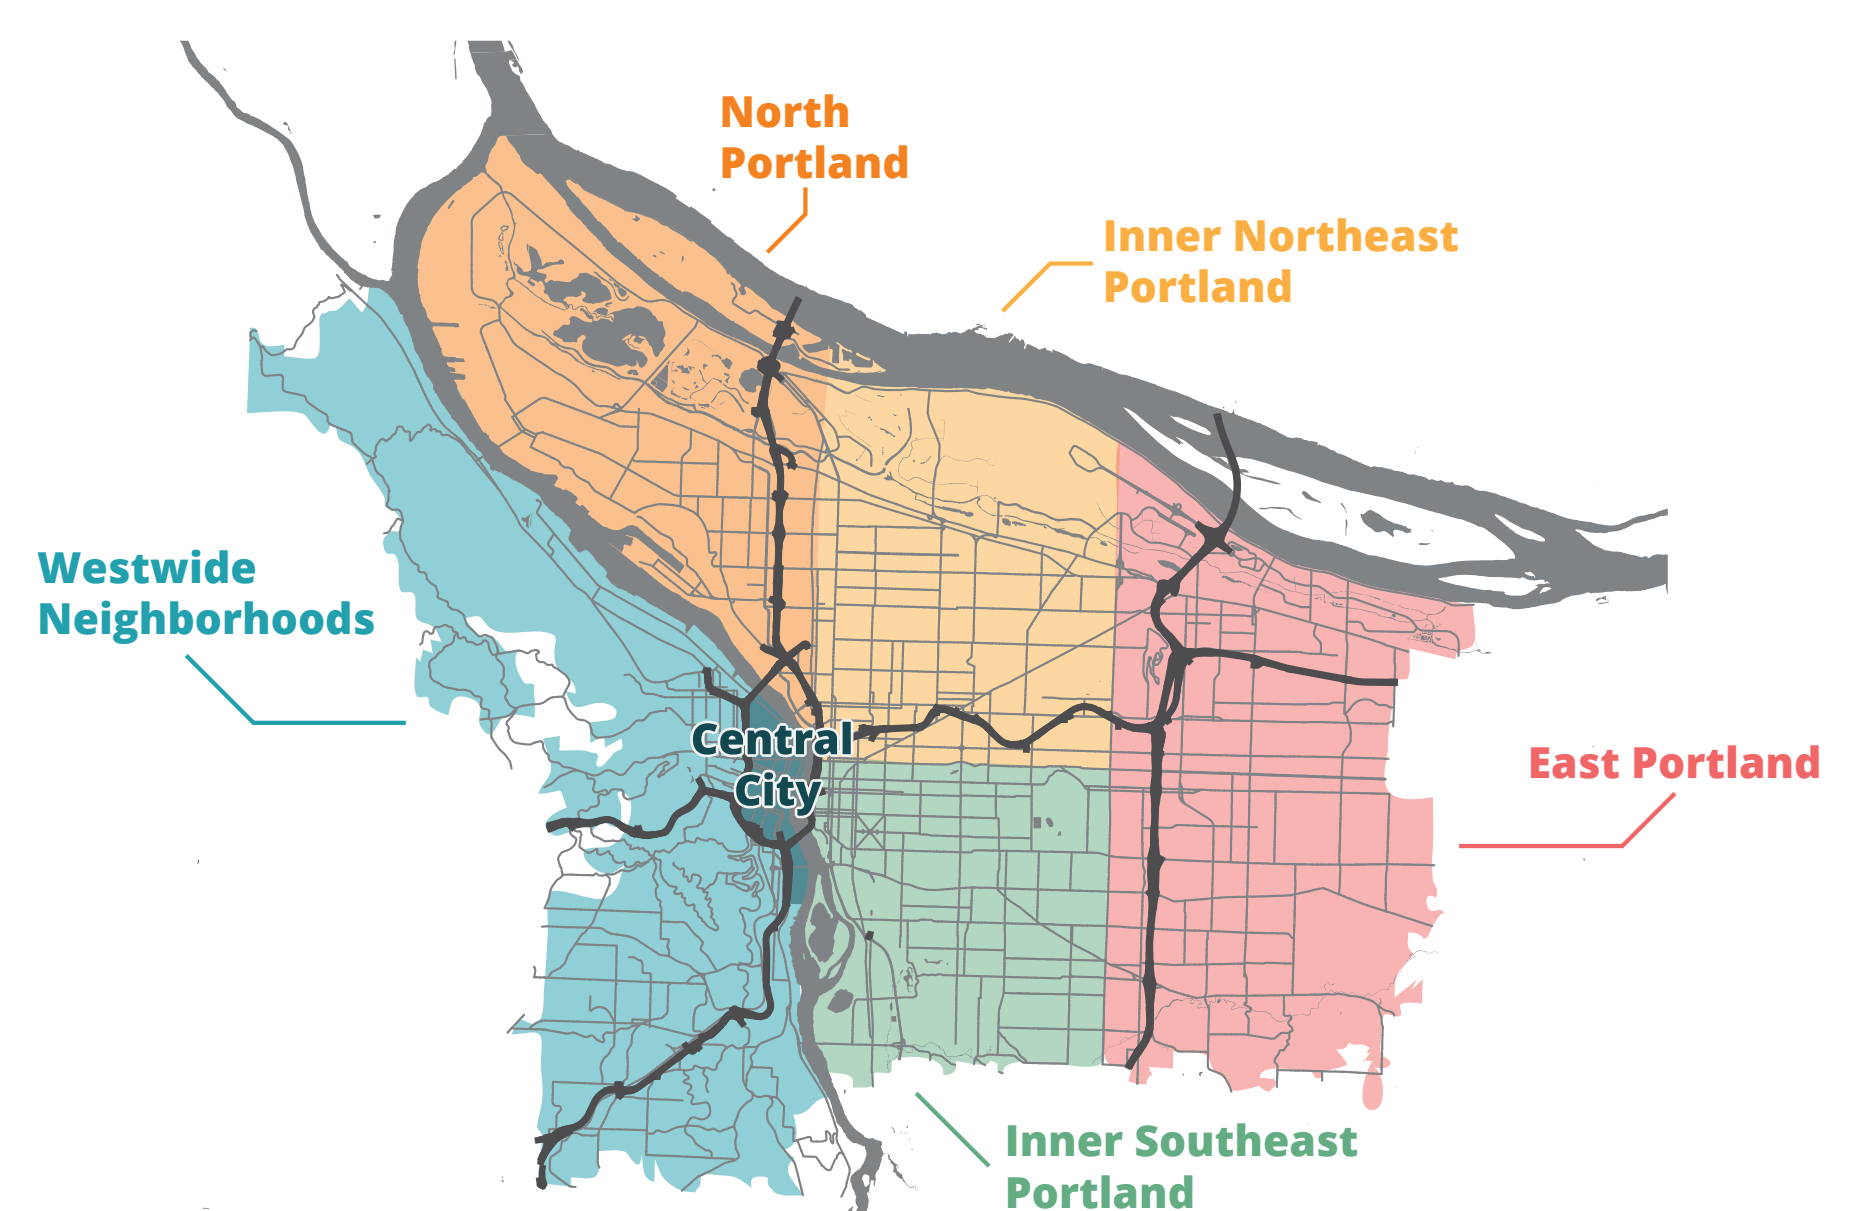 North
Portland
Inner Northeast
Portland
Westwide
Neighborhoods
Central
City
East Portland
Inner Southeast
Portland